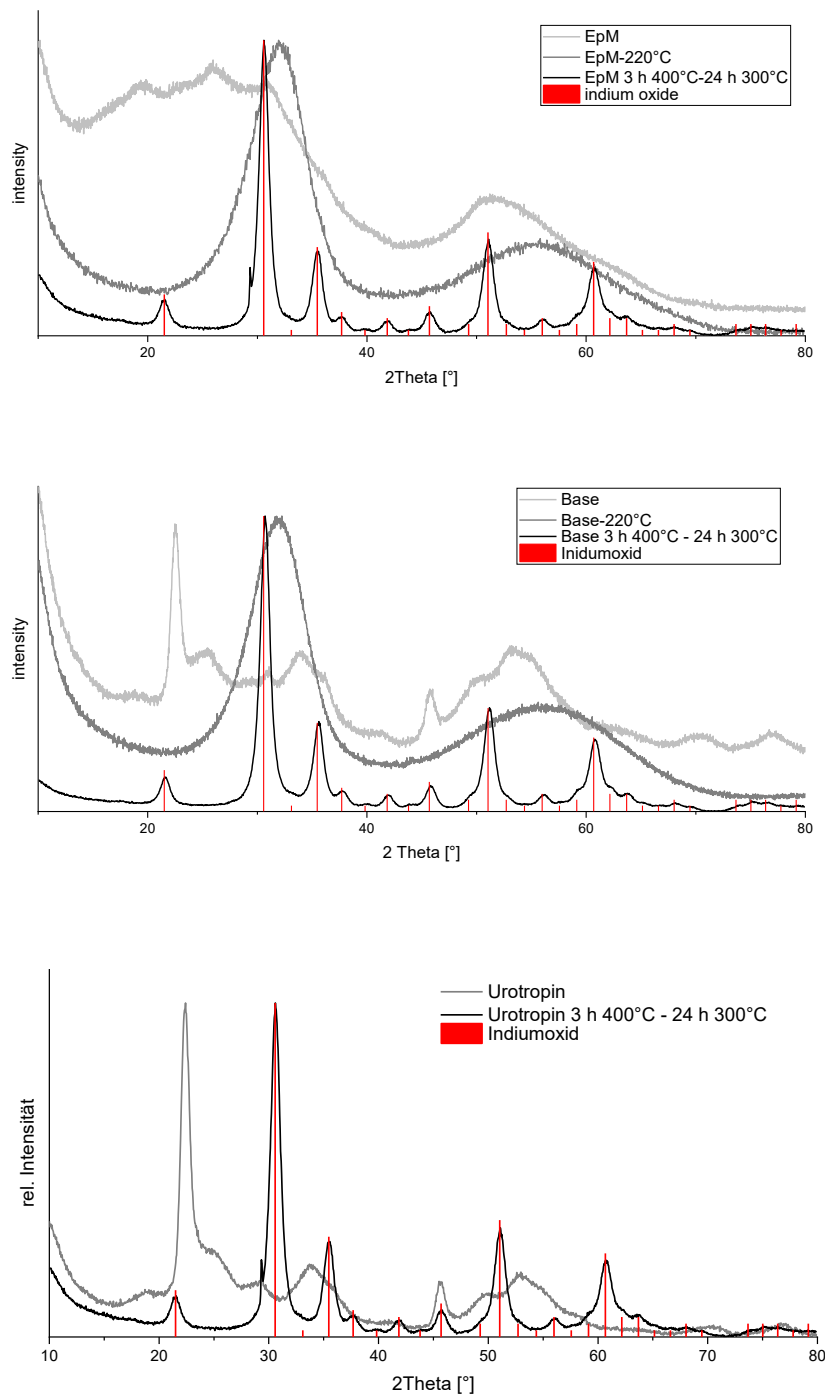 EpM
EpM-220°C
EpM 3 h 400°C-24 h 300°C
indium oxide
intensity
20
40
60
80
2Theta [°]
Base
Base-220°C
Base 3 h 400°C - 24 h 300°C
Inidumoxid
intensity
20
40
60
80
2 Theta [°]
Urotropin
Urotropin 3 h 400°C - 24 h 300°C
Indiumoxid
rel. Intensität
10
20
30
40
50
60
70
80
2Theta [°]